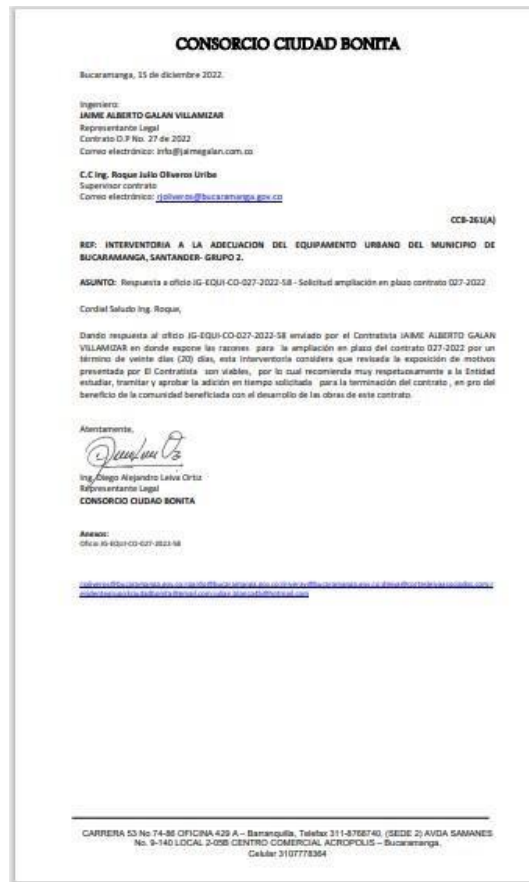 CONSORCIO CIUDAD BONITA
Bucaramanga, 15 de diciembre 2022.
Ingeniero:
JAIME ALBERTO GALAN VILLAMIZAR
Representante Legal
Contrato O.P No. 27 de 2022
Correo electrónico: info@jaimegalan.com.co
C.C Ing. Roque Julio Oliveros Uribe
Supervisor contrato
Correo electrónico: rjoliveros@bucaramanga.gov.co
CCB-261(A)
REF: INTERVENTORIA A LA ADECUACION DEL EQUIPAMENTO URBANO DEL MUNICIPIO DE
BUCARAMANGA, SANTANDER- GRUPO 2.
ASUNTO: Respuesta a oficio JG-EQUI-CO-027-2022-58 - Solicitud ampliación en plazo contrato 027-2022
Cordial Saludo Ing. Roque,
Dando respuesta al oficio JG-EQUI-CO-027-2022-58 enviado por el Contratista JAIME ALBERTO GALAN
VILLAMIZAR en donde expone las razones para la ampliación en plazo del contrato 027-2022 por un
término de veinte días (20) días, esta Interventoría considera que revisada la exposición de motivos
presentada por El Contratista son viables, por lo cual recomienda muy respetuosamente a la Entidad
estudiar, tramitar y aprobar la adición en tiempo solicitada para la terminación del contrato , en pro del
beneficio de la comunidad beneficiada con el desarrollo de las obras de este contrato.
Atentamente,
Ing. Diego Alejandro Leiva Ortiz
Representante Legal
CONSORCIO CIUDAD BONITA
Anexos:
Oficio JG-EQUI-CO-027-2022-58
CARRERA 53 No 74-86 OFICINA 429 A – Barranquilla, Telefax 311-8768740, (SEDE 2) AVDA SAMANES
No. 9-140 LOCAL 2-05B CENTRO COMERCIAL ACROPOLIS – Bucaramanga.
Celular 3107778364